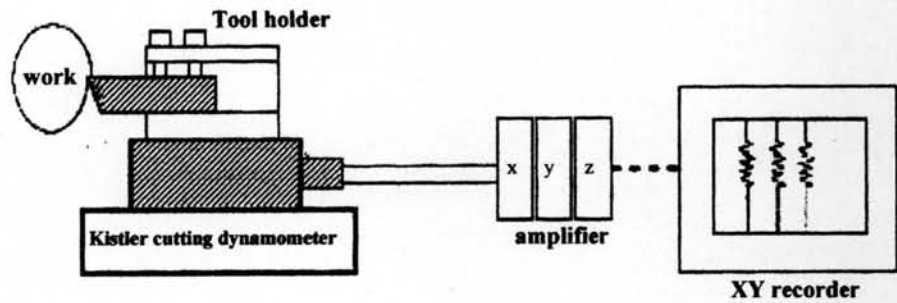 Tool holder
work
x y z
Kistler cutting dynamometer
amplifier
XY recorder